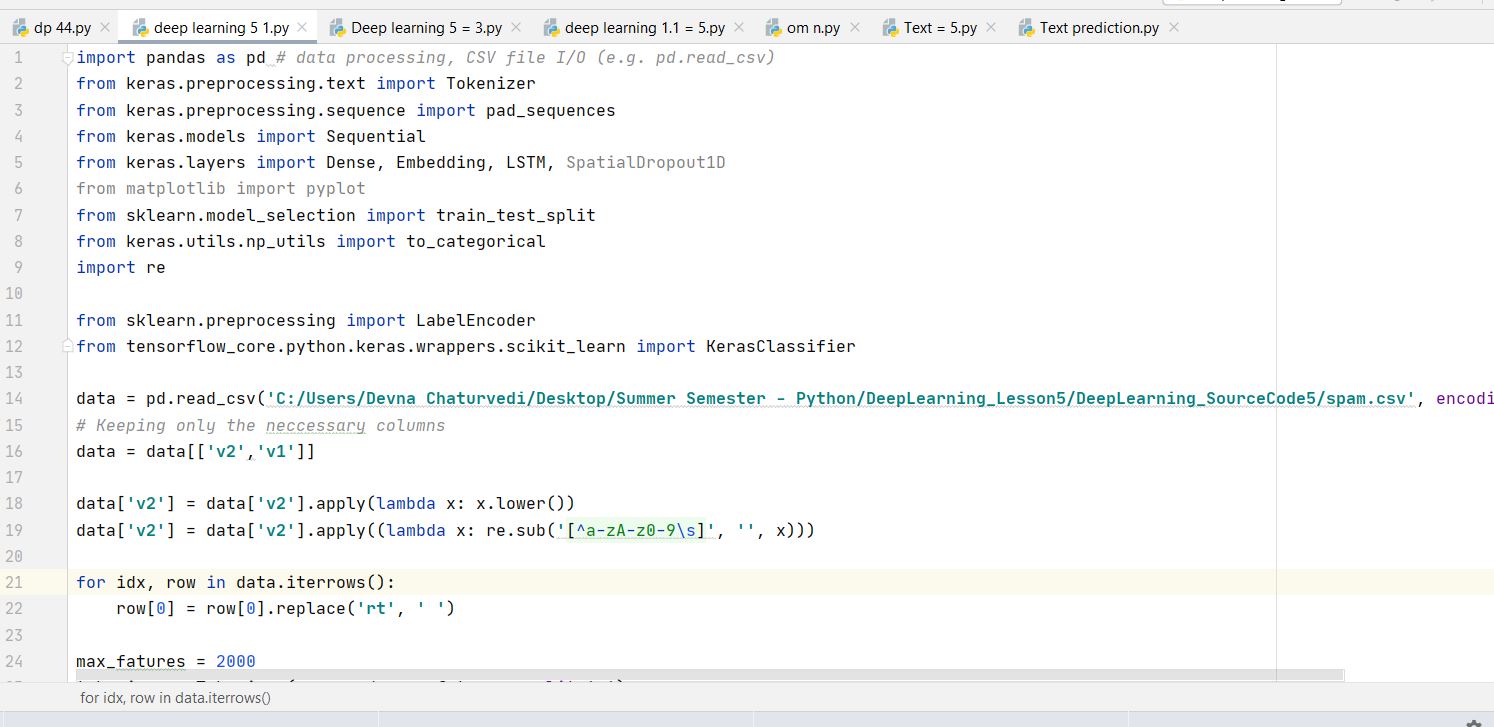 dp 44.py deep learning 5 1.py Deep learning 5 = 3.py deep learning 1.1 = 5.py om n.py Text = 5.py Text prediction.py
1 import pandas as pd # data processing, CSV file I/O (e.g. pd.read_csv)
2 from keras.preprocessing.text import Tokenizer
3 from keras.preprocessing.sequence import pad_sequences
4 from keras.models import Sequential
5 from keras.layers import Dense, Embedding, LSTM, SpatialDropout1D
6 from matplotlib import pyplot
7 from sklearn.model_selection import train_test_split
8 from keras.utils.np_utils import to_categorical
9 import re
10
11 from sklearn.preprocessing import LabelEncoder
12 from tensorflow_core.python.keras.wrappers.scikit_learn import KerasClassifier
13
14 data = pd.read_csv('C:/Users/Devna Chaturvedi/Desktop/Summer Semester - Python/DeepLearning_Lesson5/DeepLearning_SourceCode5/spam.csv', encodi
15 # Keeping only the neccessary columns
16 data = data[['v2','v1']]
17
18 data['v2'] = data['v2'].apply(lambda x: x.lower())
19 data['v2'] = data['v2'].apply((lambda x: re.sub('[^a-zA-z0-9\s]', '', x)))
20
21 for idx, row in data.iterrows():
22 row[0] = row[0].replace('rt', ' ')
23
24 max_fatures = 2000
for idx, row in data.iterrows()